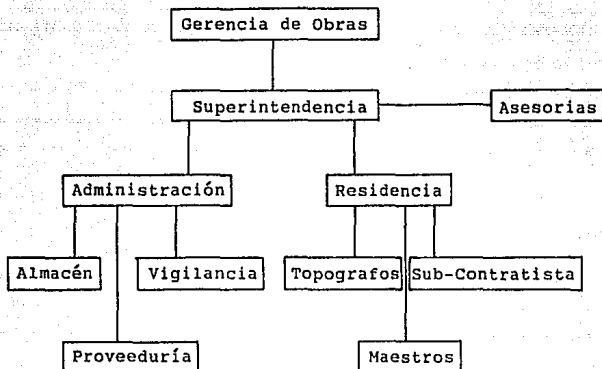 Gerencia de Obras
Superintendencia
Asesorias
Administración
Residencia
Almacén
Vigilancia
Topografos
Sub-Contratista
Proveeduría
Maestros